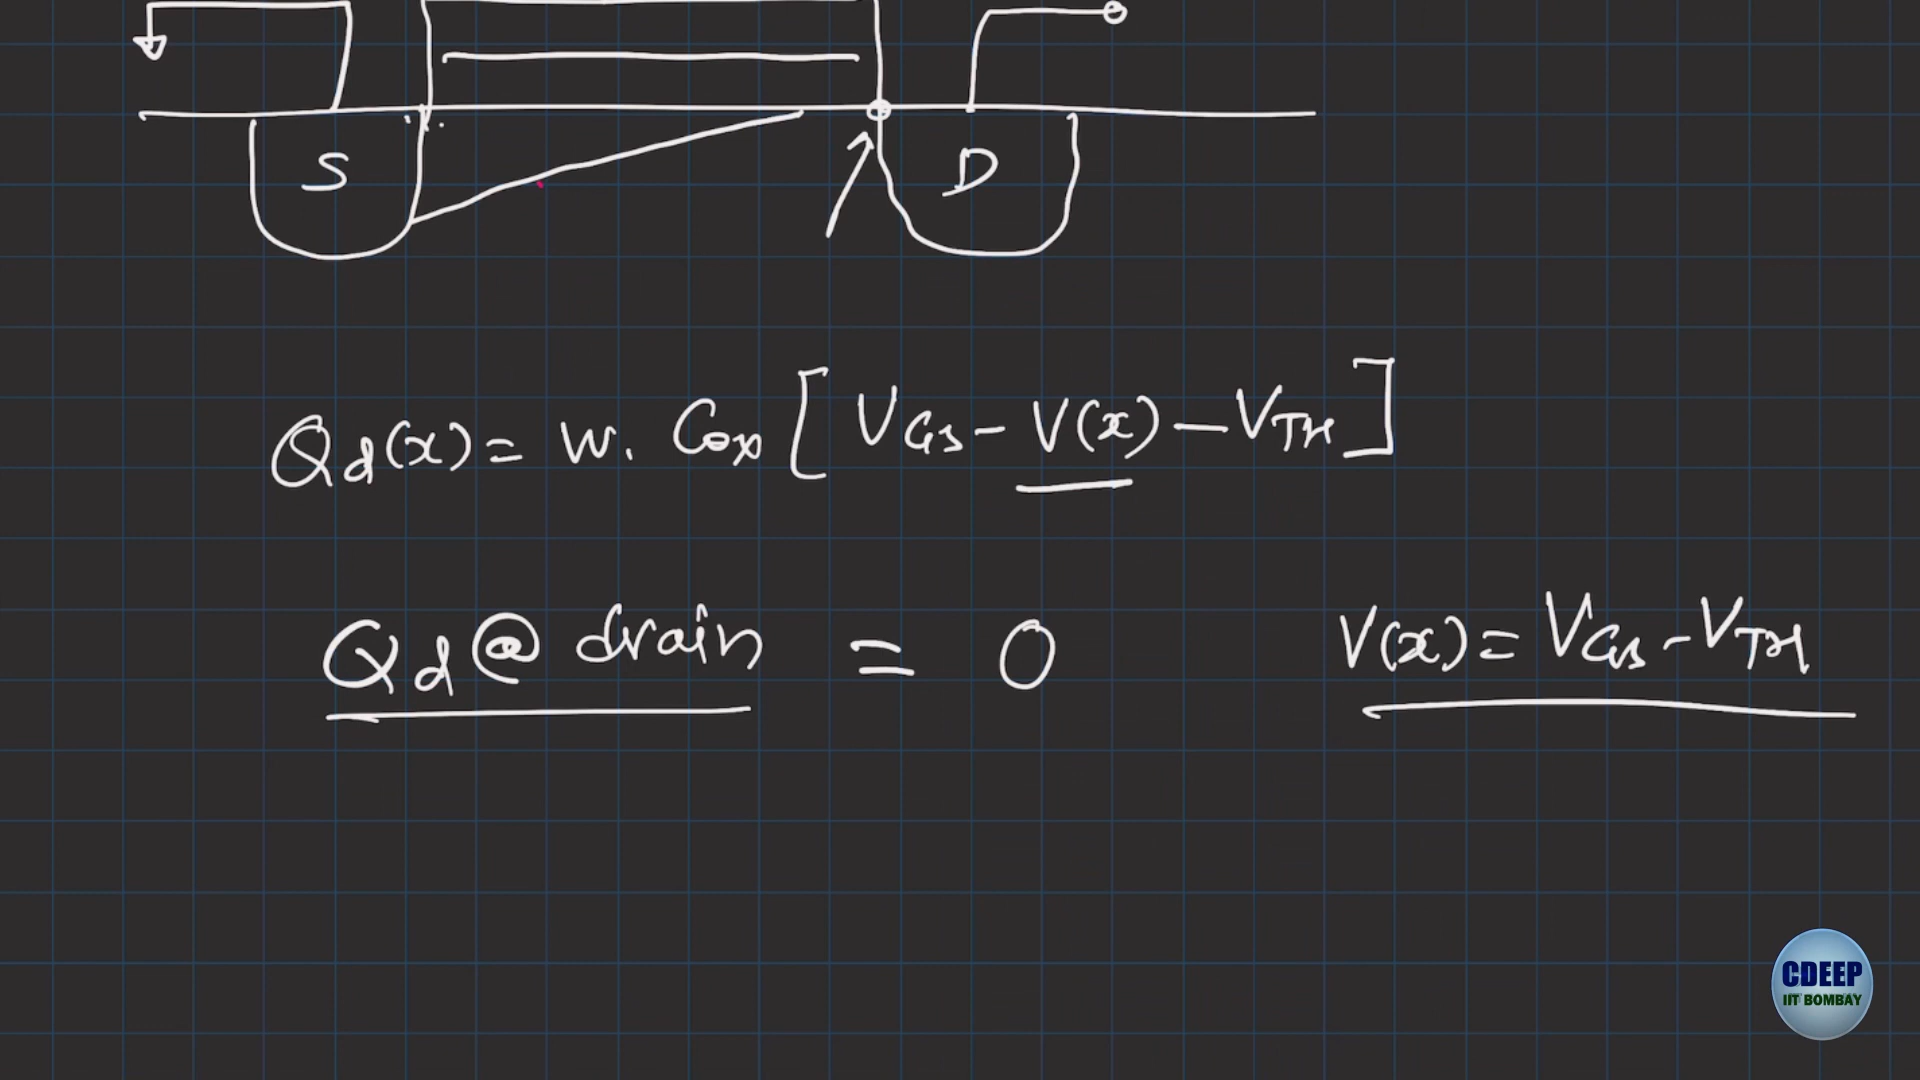 S D
Qd(x) = W. Cox [ VGS - V(x) - VTH ]
Qd @ drain = 0 V(x) = VGS - VTH
CDEEP
IIT BOMBAY